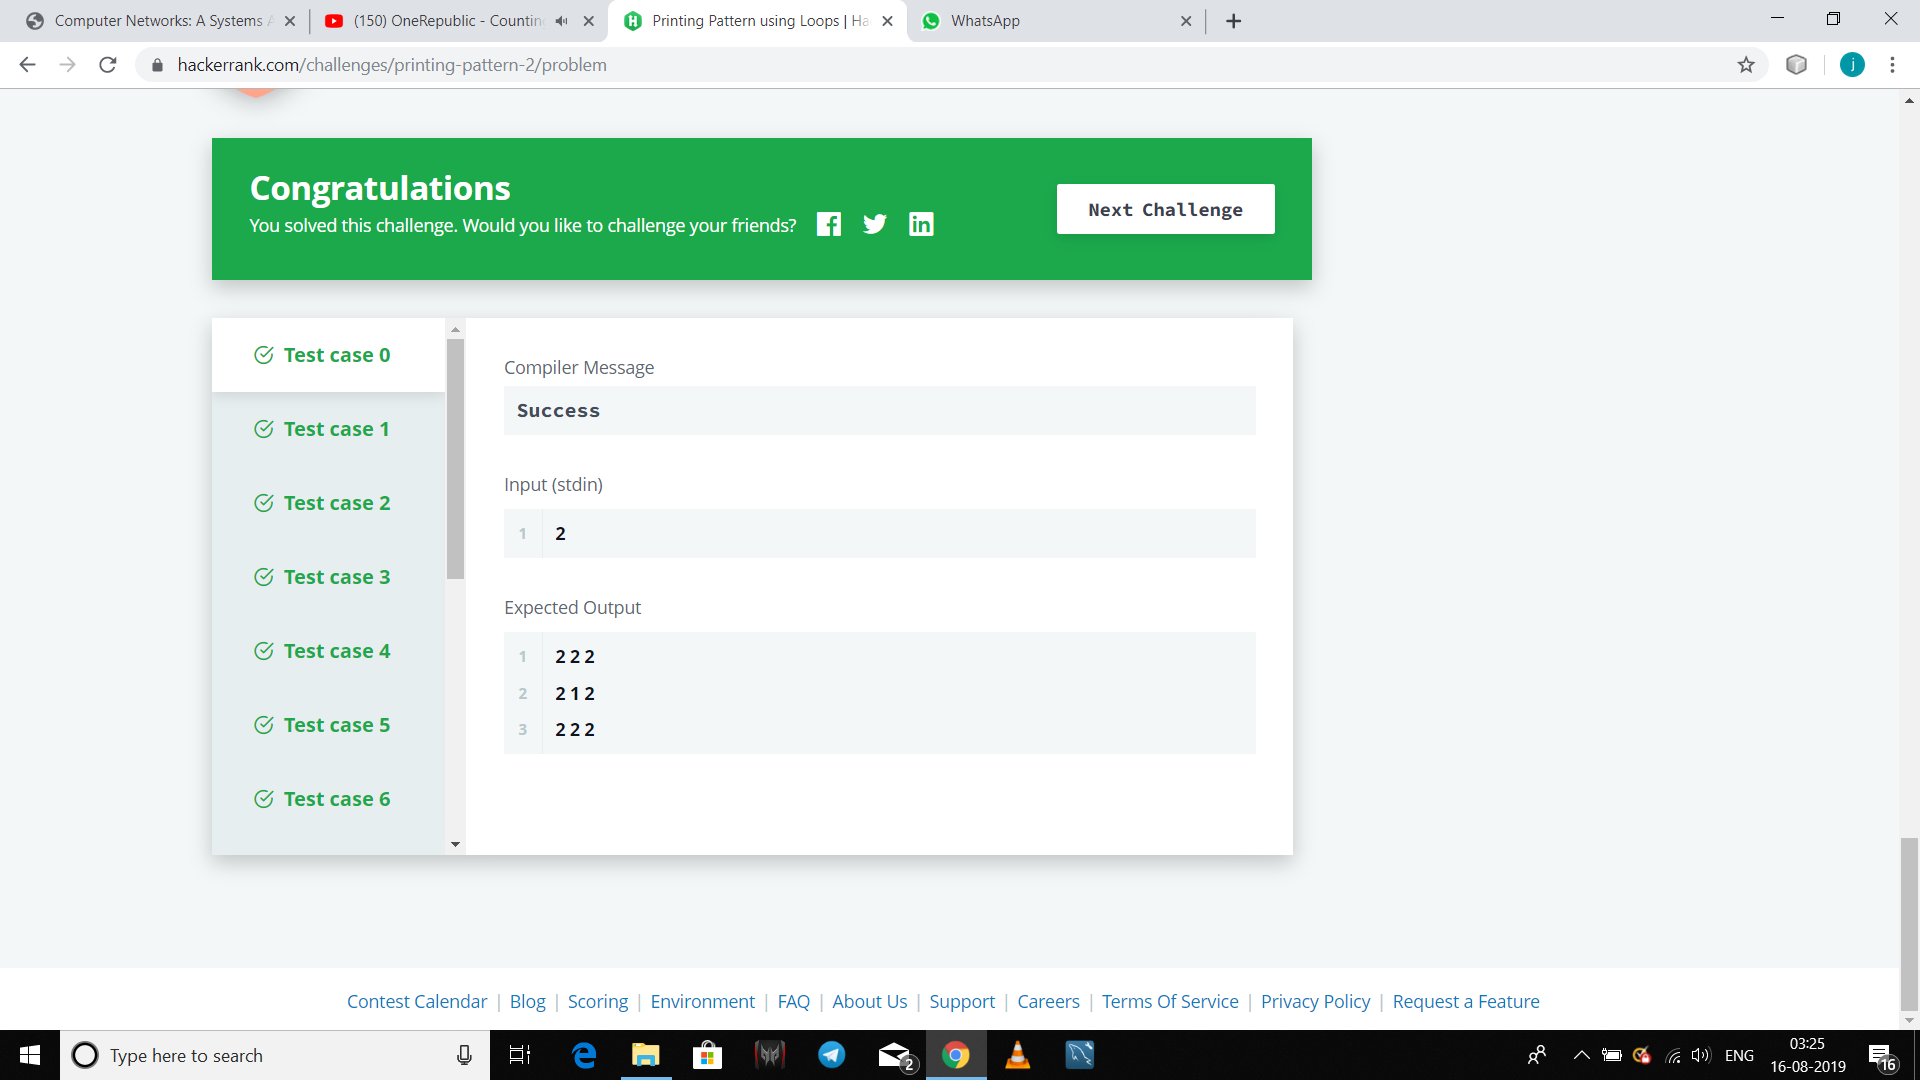 Computer Networks: A Systems A
(150) OneRepublic - Countin
Printing Pattern using Loops | Ha
WhatsApp
hackerrank.com/challenges/printing-pattern-2/problem
j
Congratulations
You solved this challenge. Would you like to challenge your friends?
Next Challenge
Test case 0
Test case 1
Test case 2
Test case 3
Test case 4
Test case 5
Test case 6
Compiler Message
Success
Input (stdin)
1 2
Expected Output
1 2 2 2
2 2 1 2
3 2 2 2
Contest Calendar | Blog | Scoring | Environment | FAQ | About Us | Support | Careers | Terms Of Service | Privacy Policy | Request a Feature
Type here to search
2
ENG
03:25
16-08-2019
16